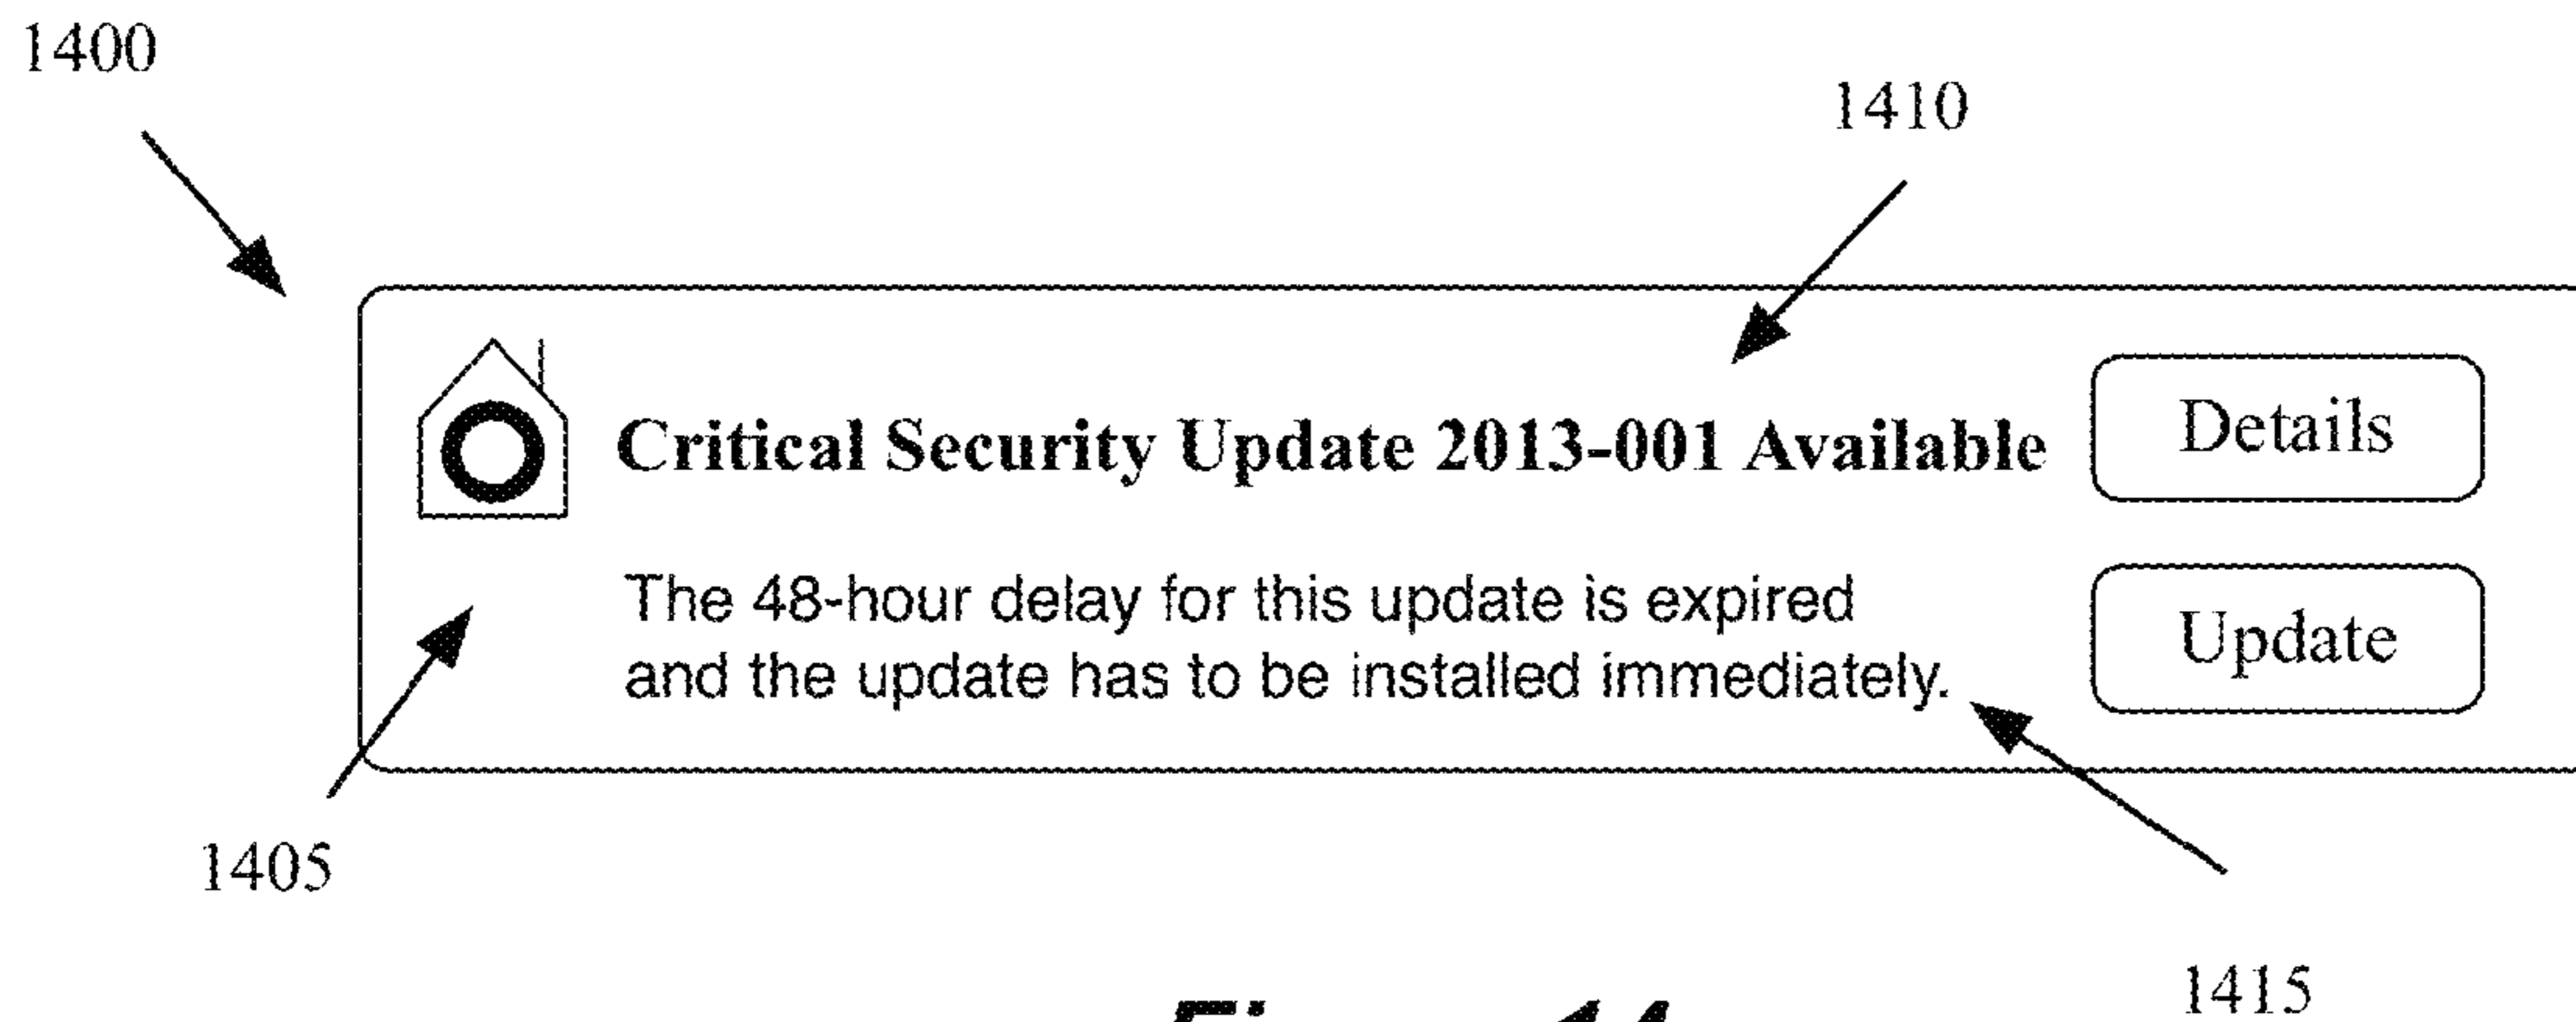 1400
1410
Critical Security Update 2013-001 Available
Details
The 48-hour delay for this update is expired
and the update has to be installed immediately.
Update
1405
1415